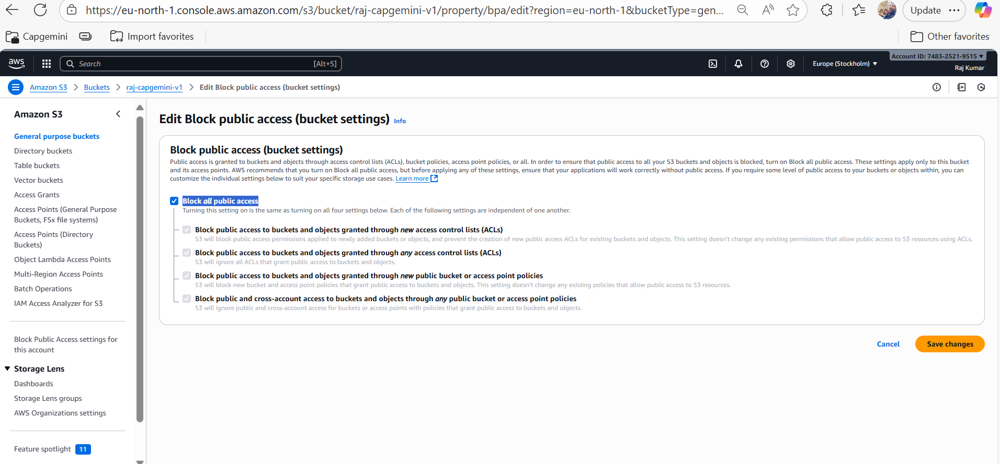 https://eu-north-1.console.aws.amazon.com/s3/bucket/raj-capgemini-v1/property/bpa/edit?region=eu-north-1&bucketType=gen...
Update
Capgemini
Import favorites
Other favorites
aws
Search
[Alt+S]
Europe (Stockholm)
Account ID: 7483-2521-9515
Raj Kumar
Amazon S3
Buckets
raj-capgemini-v1
Edit Block public access (bucket settings)
Amazon S3
General purpose buckets
Directory buckets
Table buckets
Vector buckets
Access Grants
Access Points (General Purpose
Buckets, FSx file systems)
Access Points (Directory
Buckets)
Object Lambda Access Points
Multi-Region Access Points
Batch Operations
IAM Access Analyzer for S3
Block Public Access settings for
this account
Storage Lens
Dashboards
Storage Lens groups
AWS Organizations settings
Feature spotlight 11
Edit Block public access (bucket settings) Info
Block public access (bucket settings)
Public access is granted to buckets and objects through access control lists (ACLs), bucket policies, access point policies, or all. In order to ensure that public access to all your S3 buckets and objects is blocked, turn on Block all public access. These settings apply only to this bucket
and its access points. AWS recommends that you turn on Block all public access, but before applying any of these settings, ensure that your applications will work correctly without public access. If you require some level of public access to your buckets or objects within, you can
customize the individual settings below to suit your specific storage use cases. Learn more
Block all public access
Turning this setting on is the same as turning on all four settings below. Each of the following settings are independent of one another.
Block public access to buckets and objects granted through new access control lists (ACLs)
S3 will block public access permissions applied to newly added buckets or objects, and prevent the creation of new public access ACLs for existing buckets and objects. This setting doesn't change any existing permissions that allow public access to S3 resources using ACLs.
Block public access to buckets and objects granted through any access control lists (ACLs)
S3 will ignore all ACLs that grant public access to buckets and objects.
Block public access to buckets and objects granted through new public bucket or access point policies
S3 will block new bucket and access point policies that grant public access to buckets and objects. This setting doesn't change any existing policies that allow public access to S3 resources.
Block public and cross-account access to buckets and objects through any public bucket or access point policies
S3 will ignore public and cross-account access for buckets or access points with policies that grant public access to buckets and objects.
Cancel
Save changes